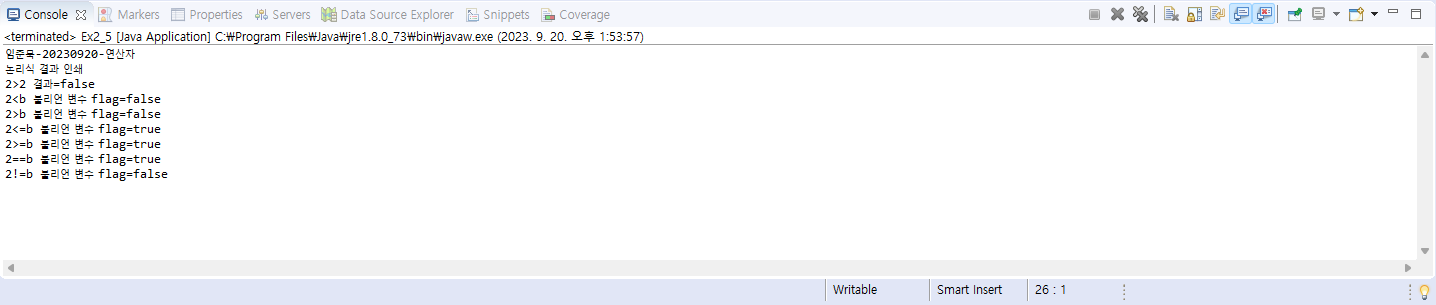 Console Markers Properties Servers Data Source Explorer Snippets Coverage
<terminated> Ex2_5 [Java Application] C:₩Program Files₩Java₩jre1.8.0_73₩bin₩javaw.exe (2023. 9. 20. 오후 1:53:57)
임준묵-20230920-연산자
논리식 결과 인쇄
2>2 결과=false
2<b 불리언 변수 flag=false
2>b 불리언 변수 flag=false
2<=b 불리언 변수 flag=true
2>=b 불리언 변수 flag=true
2==b 불리언 변수 flag=true
2!=b 불리언 변수 flag=false
Writable Smart Insert 26 : 1